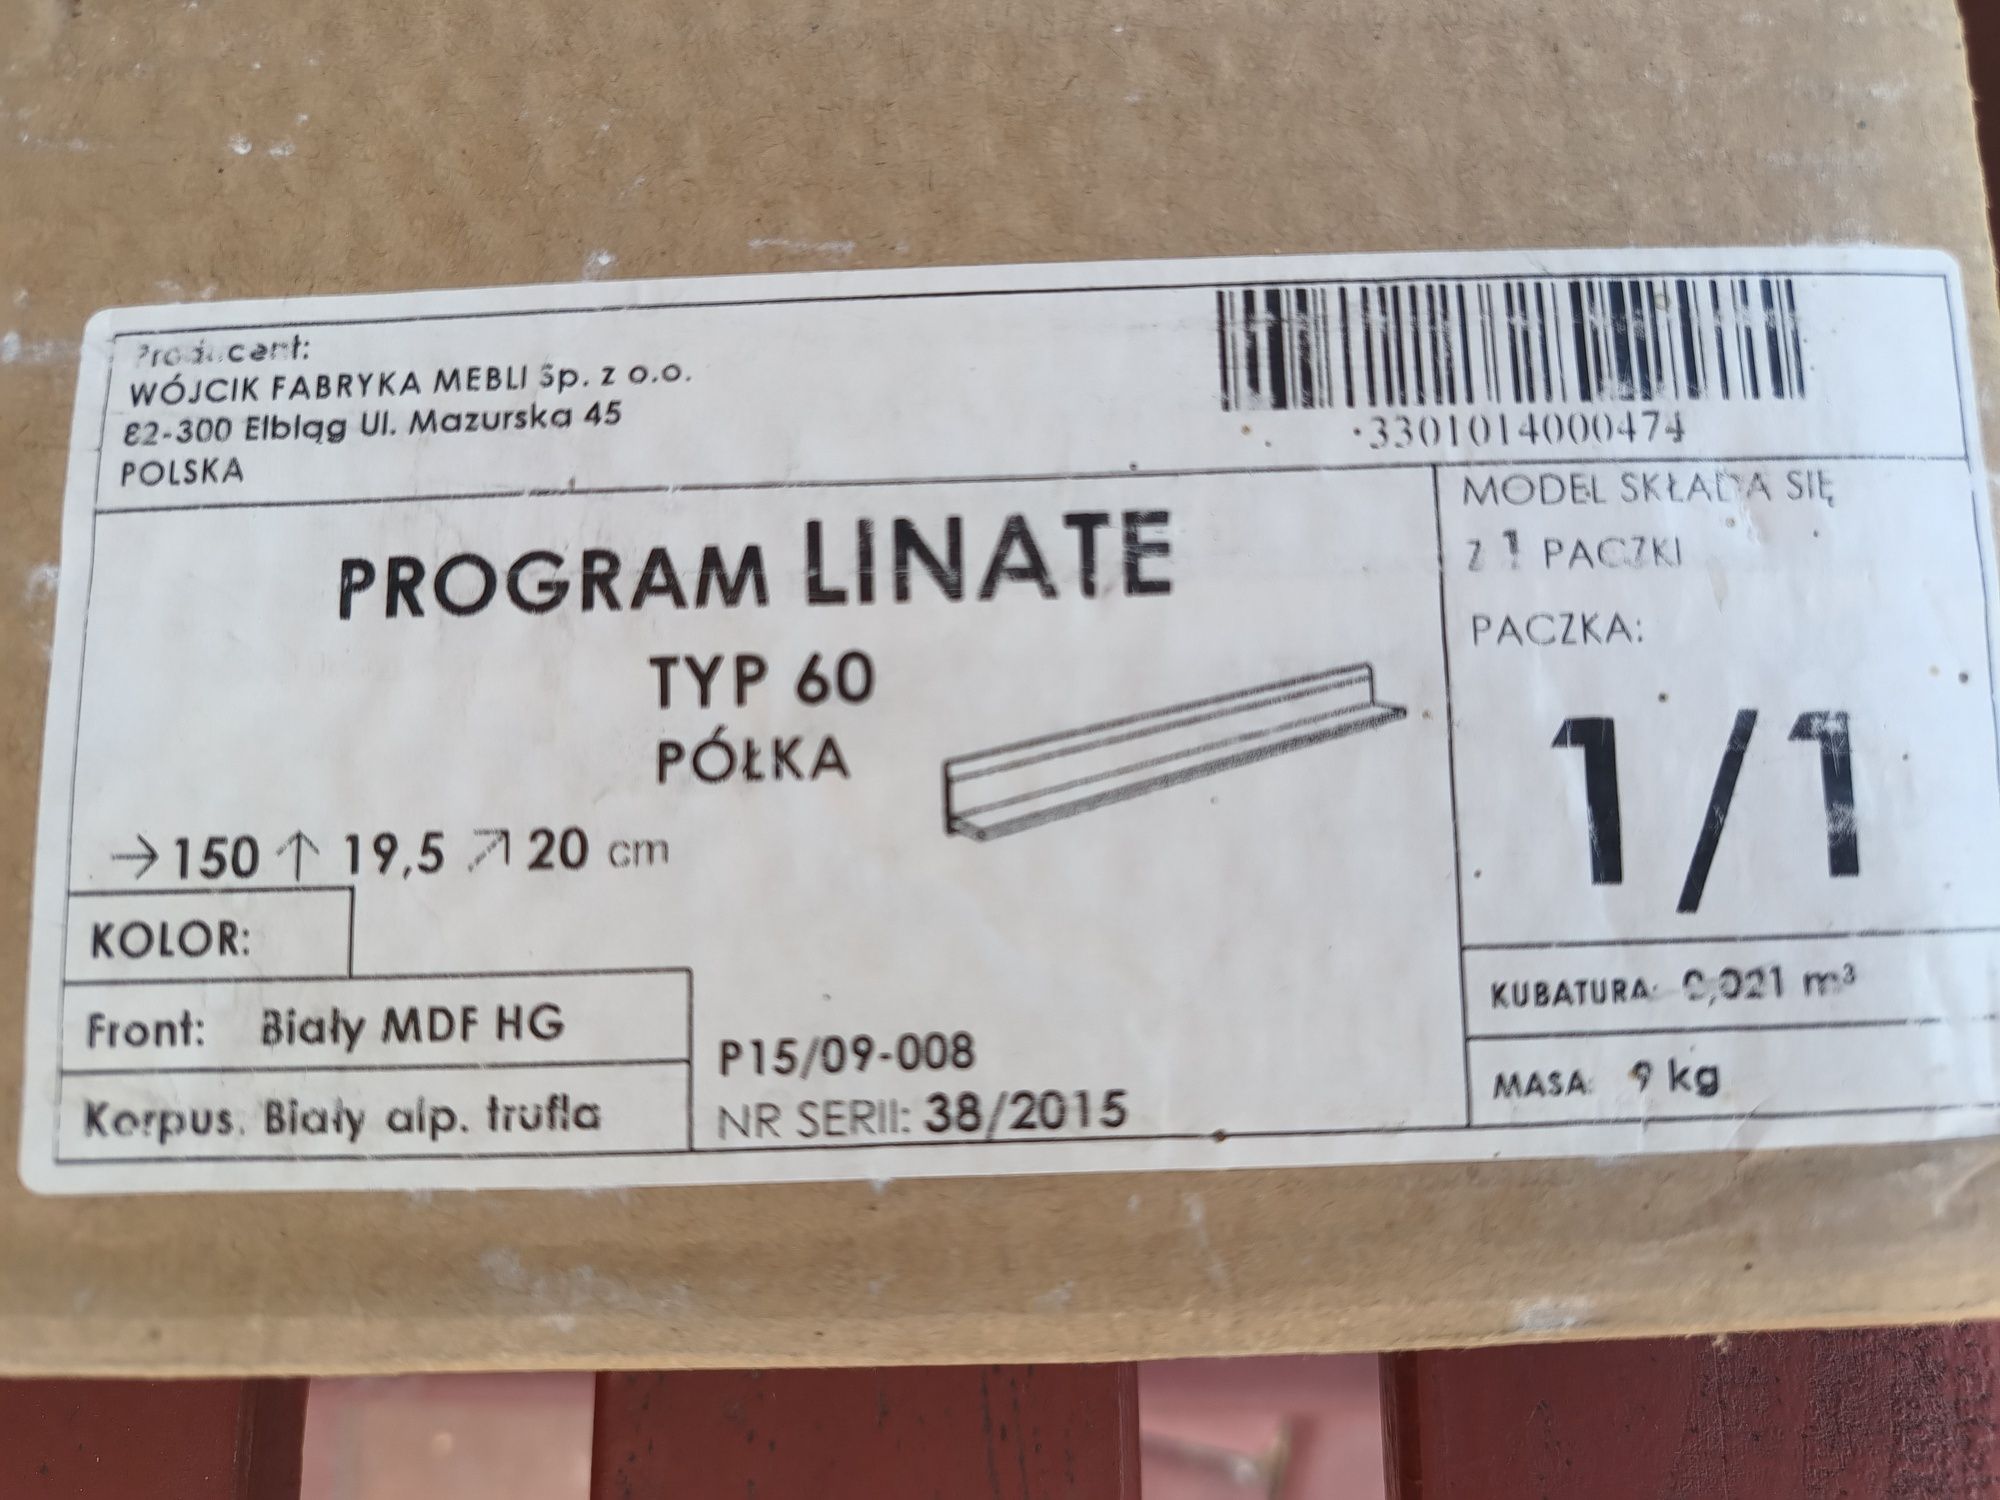 Producent:
WÓJCIK FABRYKA MEBLI Sp. z o.o.
82-300 Elbląg Ul. Mazurska 45
POLSKA
3301014000474
PROGRAM LINATE
TYP 60
PÓŁKA
→150 ↑ 19,5 ↗120 cm
KOLOR:
Front: Biały MDF HG
Korpus. Biały alp. trufla
P15/09-008
NR SERII: 38/2015
MODEL SKŁADA SIĘ
Z 1 PACZKI
PACZKA:
1/1
KUBATURA: 0,021 m³
MASA: 9 kg